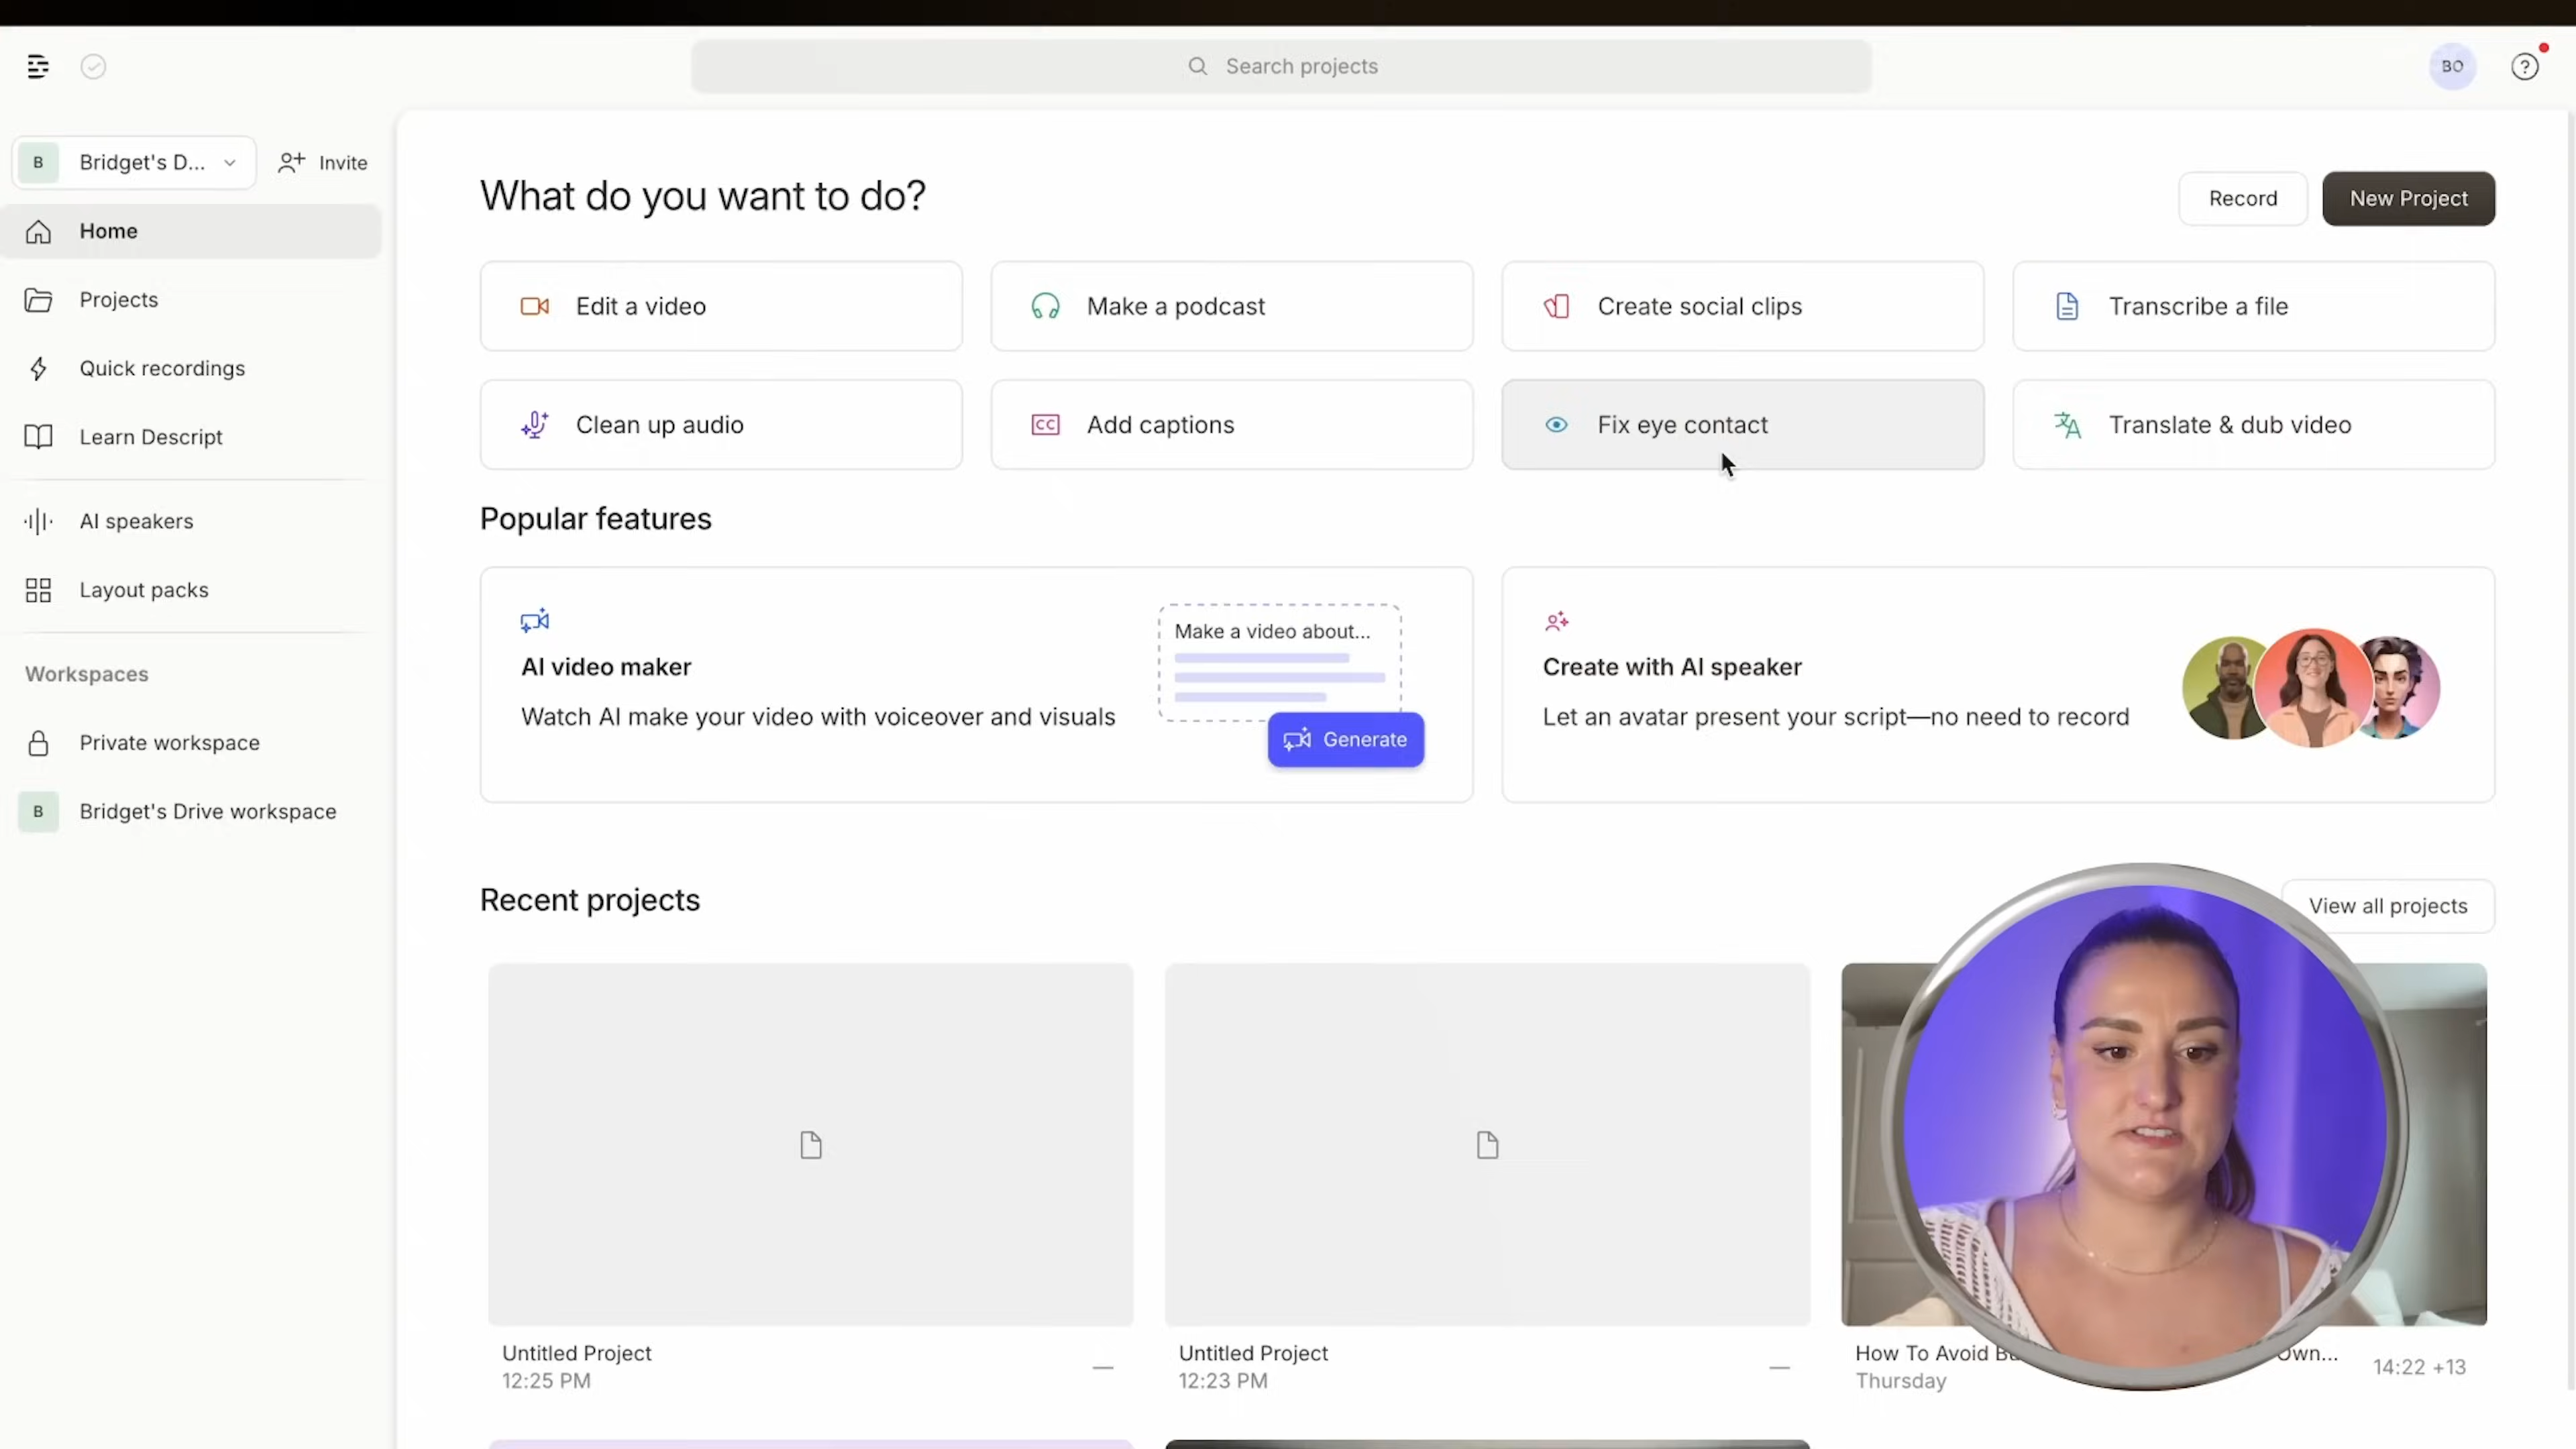 Search projects
BO
B
Bridget's D...
Invite
Home
Projects
Quick recordings
Learn Descript
AI speakers
Layout packs
Workspaces
Private workspace
B
Bridget's Drive workspace
What do you want to do?
Record
New Project
Edit a video
Make a podcast
Create social clips
Transcribe a file
Clean up audio
CC
Add captions
Fix eye contact
Translate & dub video
Popular features
AI video maker
Watch AI make your video with voiceover and visuals
Make a video about...
Generate
Create with AI speaker
Let an avatar present your script—no need to record
Recent projects
View all projects
Untitled Project
12:25 PM
Untitled Project
12:23 PM
How To Avoid
Own...
Thursday
14:22 +13